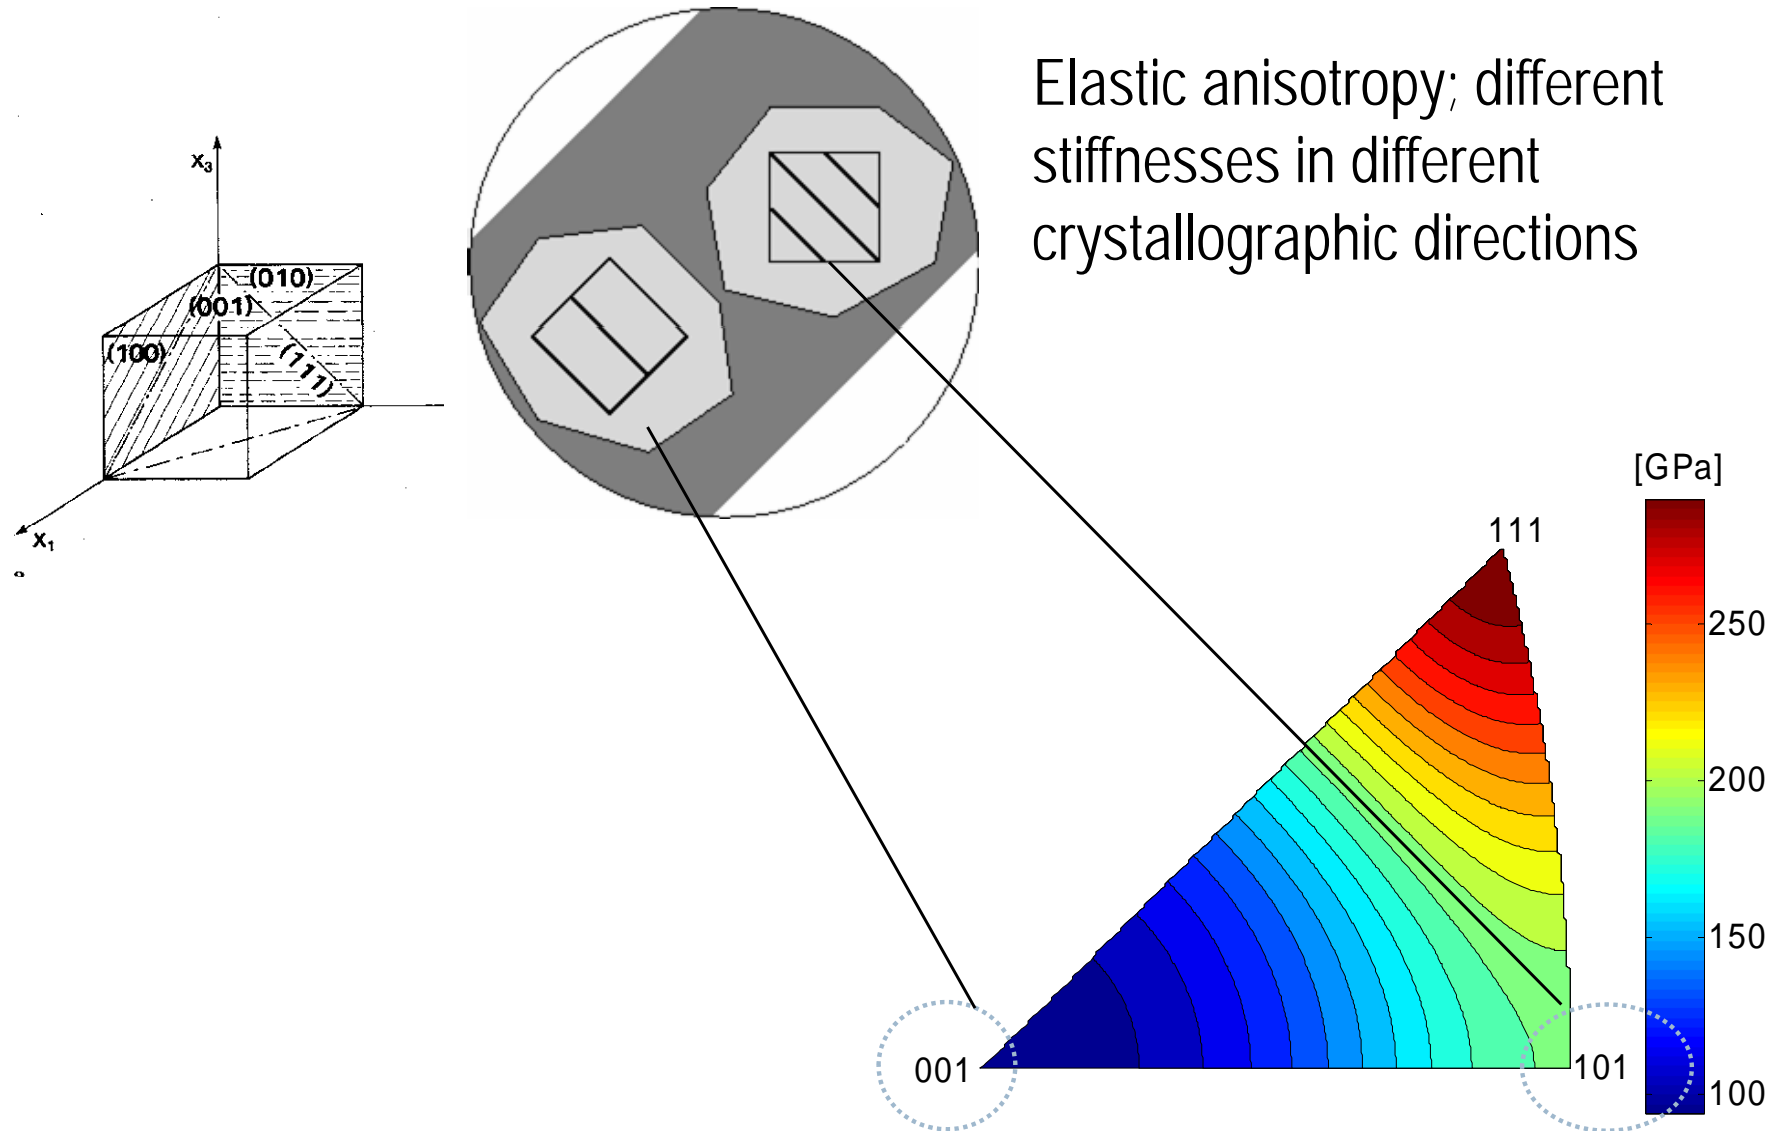 Elastic anisotropy; different
stiffnesses in different
crystallographic directions
x₃
(010)
(001)
(100)
(111)
x₁
[GPa]
111
250
200
150
100
001
101